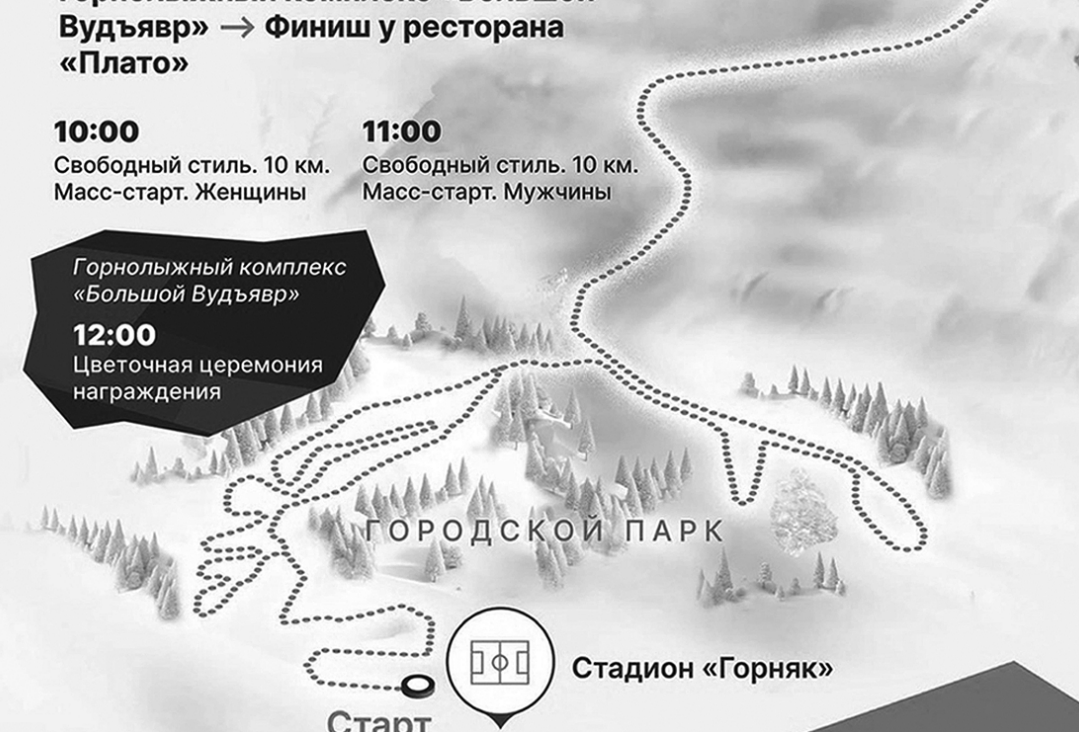 Вудъявр» → Финиш у ресторана
«Плато»
10:00
Свободный стиль. 10 км.
Масс-старт. Женщины
11:00
Свободный стиль. 10 км.
Масс-старт. Мужчины
Горнолыжный комплекс
«Большой Вудъявр»
12:00
Цветочная церемония
награждения
ГОРОДСКОЙ ПАРК
Стадион «Горняк»
Старт